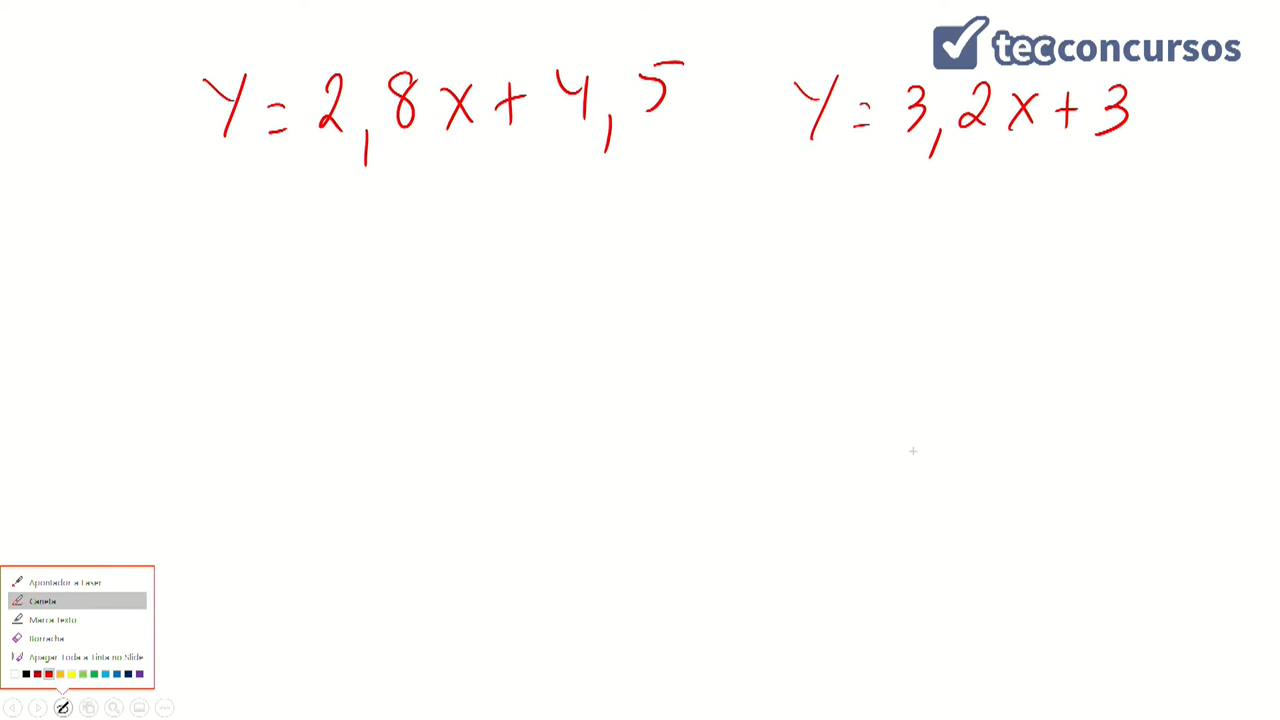 tecconcursos
Y = 2,8x + 4,5
Y = 3,2x + 3
Apontador a Laser
Caneta
Marca Texto
Borracha
Apagar Toda a Tinta no Slide